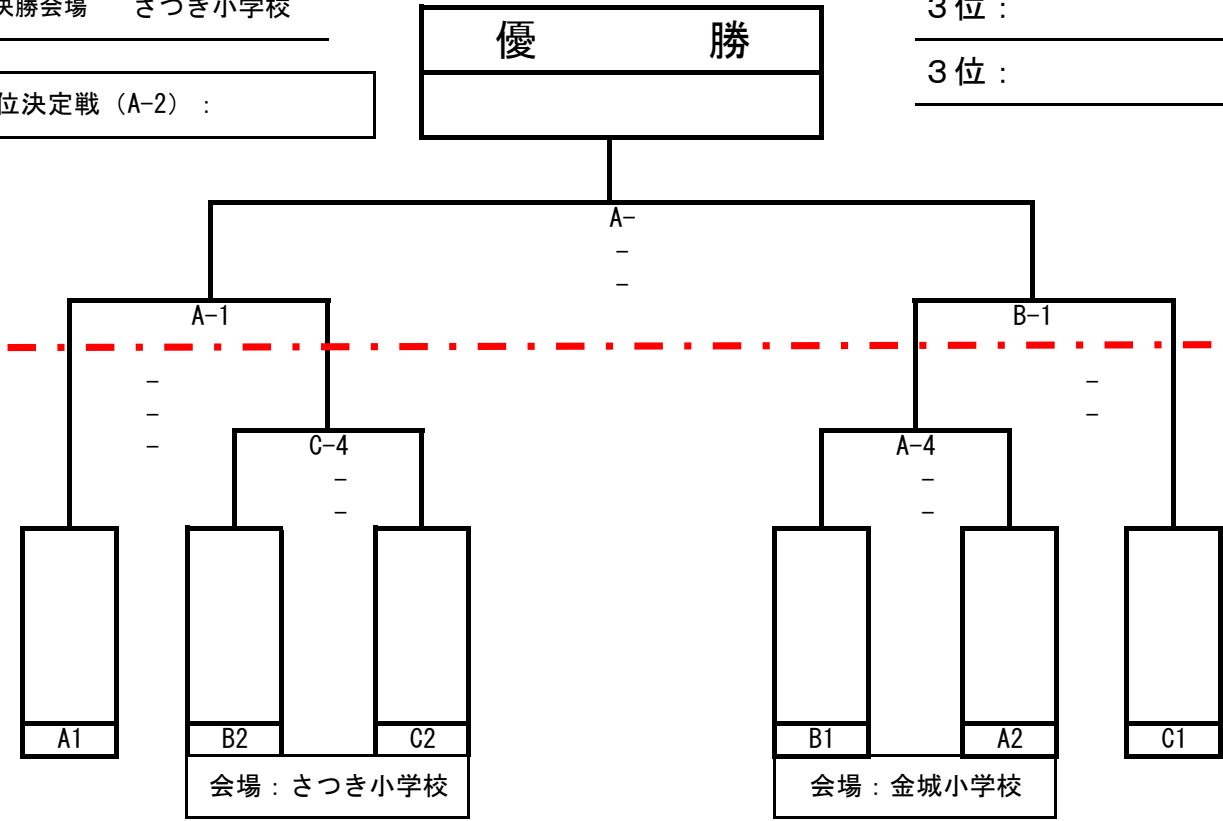 決勝会場 さつき小学校
3位：
優 勝
3位：
位決定戦（A-2）：
A-
-
-
A-1
B-1
-
-
-
-
-
C-4
A-4
-
-
-
-
A1
B2
C2
B1
A2
C1
会場：さつき小学校
会場：金城小学校